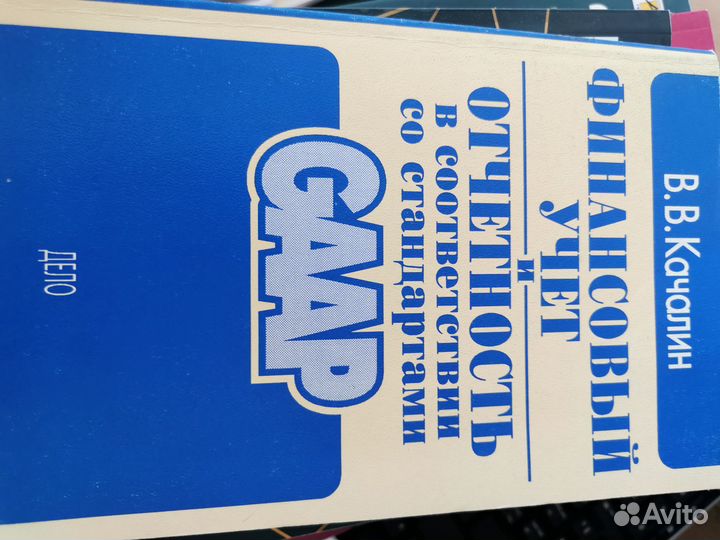 В. В. Качалин
ФИНАНСОВЫЙ
УЧЕТ
И
ОТЧЕТНОСТЬ
в соответствии
со стандартами
GAAP
ДЕЛО
Avito